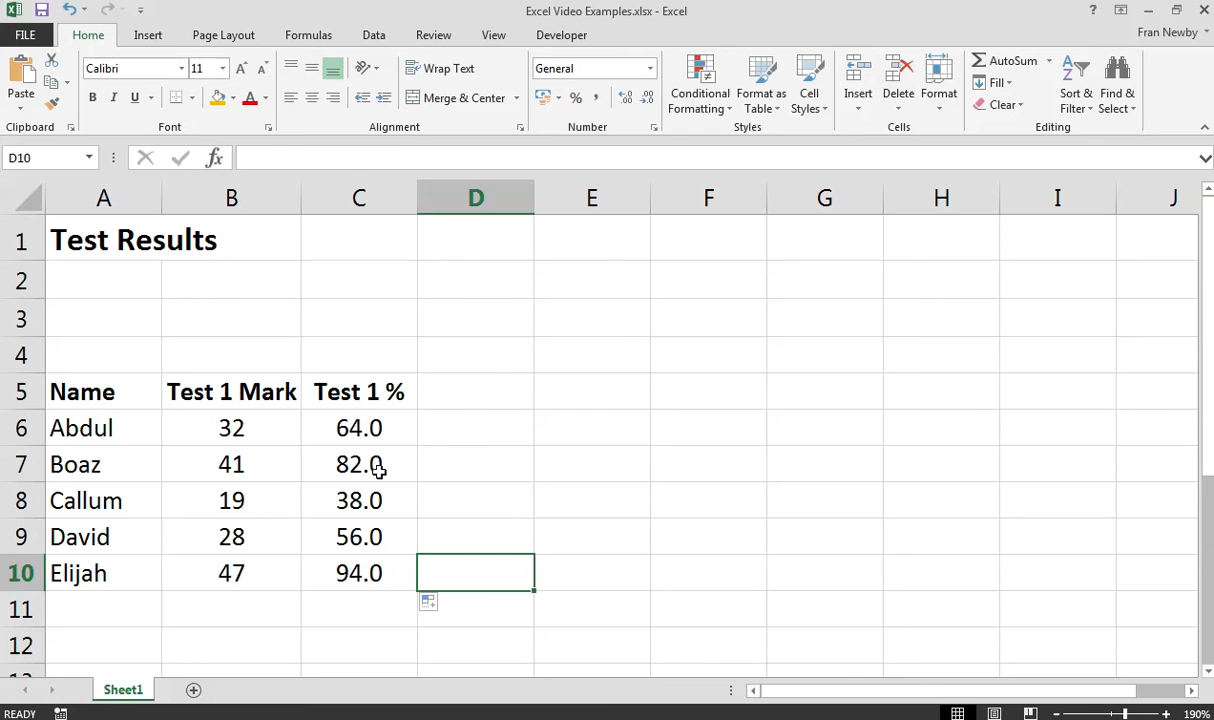 Excel Video Examples.xlsx - Excel
?
FILE Home Insert Page Layout Formulas Data Review View Developer Fran Newby
Paste
Calibri 11
B I U
A A
A
Wrap Text
Merge & Center
General
%
Conditional Formatting
Format as Table
Cell Styles
Insert Delete Format
AutoSum
Fill
Clear
Sort & Filter
Find & Select
Clipboard Font Alignment Number Styles Cells Editing
D10 fx
A B C D E F G H I J
1 Test Results
2
3
4
5 Name Test 1 Mark Test 1 %
6 Abdul 32 64.0
7 Boaz 41 82.0
8 Callum 19 38.0
9 David 28 56.0
10 Elijah 47 94.0
11
12
Sheet1
READY 190%